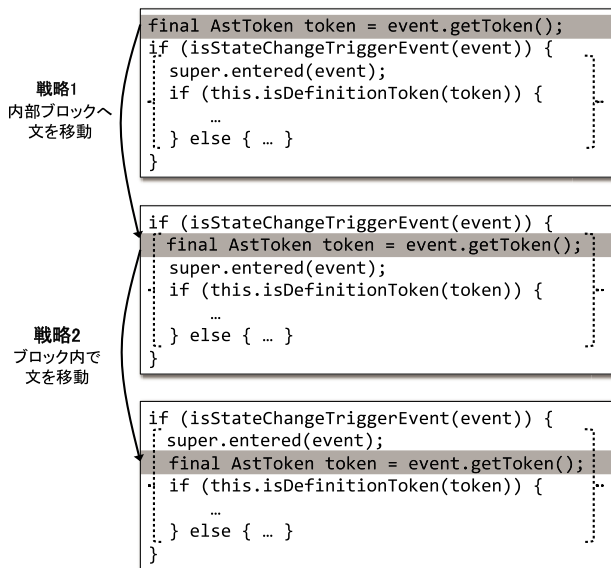 final AstToken token = event.getToken();
if (isStateChangeTriggerEvent(event)) {
super.entered(event);
if (this.isDefinitionToken(token)) {
…
} else { … }
}
戦略1
内部ブロックへ
文を移動
if (isStateChangeTriggerEvent(event)) {
final AstToken token = event.getToken();
super.entered(event);
if (this.isDefinitionToken(token)) {
…
} else { … }
}
戦略2
ブロック内で
文を移動
if (isStateChangeTriggerEvent(event)) {
super.entered(event);
final AstToken token = event.getToken();
if (this.isDefinitionToken(token)) {
…
} else { … }
}